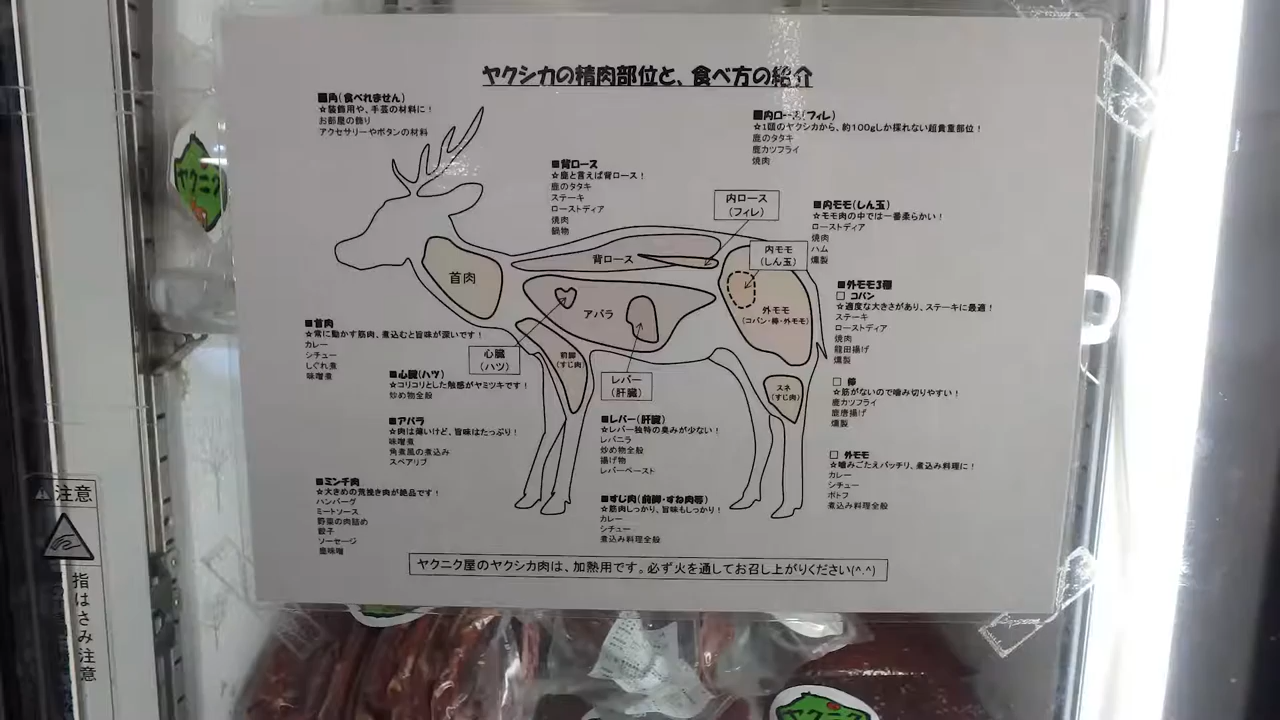 ヤクシカの精肉部位と、食べ方の紹介
■角(食べれません)
☆装飾用や、手芸の材料に!
お部屋の飾り
アクセサリーやボタンの材料
■内ロース(フィレ)
☆1頭のヤクシカから、約100gしか採れない超貴重部位!
鹿のタタキ
鹿カツフライ
焼肉
■背ロース
☆鹿と言えば背ロース!
鹿のタタキ
ステーキ
ローストディア
焼肉
鍋物
■内モモ(しん玉)
☆モモ肉の中では一番柔らかい!
ローストディア
焼肉
ハム
燻製
内ロース
(フィレ)
内モモ
(しん玉)
背ロース
首肉
アバラ
外モモ
(コバン・棒・外モモ)
前脚
(すじ肉)
心臓
(ハツ)
レバー
(肝臓)
スネ
(すじ肉)
■外モモ3種
□ コバン
☆適度な大きさがあり、ステーキに最適!
ステーキ
ローストディア
焼肉
竜田揚げ
燻製
□ 棒
☆筋がないので噛み切りやすい!
鹿カツフライ
鹿唐揚げ
燻製
□ 外モモ
☆噛みごたえバッチリ、煮込み料理に!
カレー
シチュー
ポトフ
煮込み料理全般
■首肉
☆常に動かす筋肉、煮込むと旨味が深いです!
カレー
シチュー
しぐれ煮
味噌煮
■心臓(ハツ)
☆コリコリとした触感がヤミツキです!
炒め物全般
■アバラ
☆肉は薄いけど、旨味はたっぷり!
味噌煮
角煮風の煮込み
スペアリブ
■レバー(肝臓)
☆レバー独特の臭みが少ない!
レバニラ
炒め物全般
揚げ物
レバーペースト
■ミンチ肉
☆大きめの荒挽き肉が絶品です!
ハンバーグ
ミートソース
野菜の肉詰め
餃子
ソーセージ
鹿味噌
■すじ肉(前脚・すね肉等)
☆筋肉しっかり、旨味もしっかり!
カレー
シチュー
煮込み料理全般
ヤクニク屋のヤクシカ肉は、加熱用です。必ず火を通してお召し上がりください(^.^)
注意
指はさみ注意
ヤクニク
ヤクニク